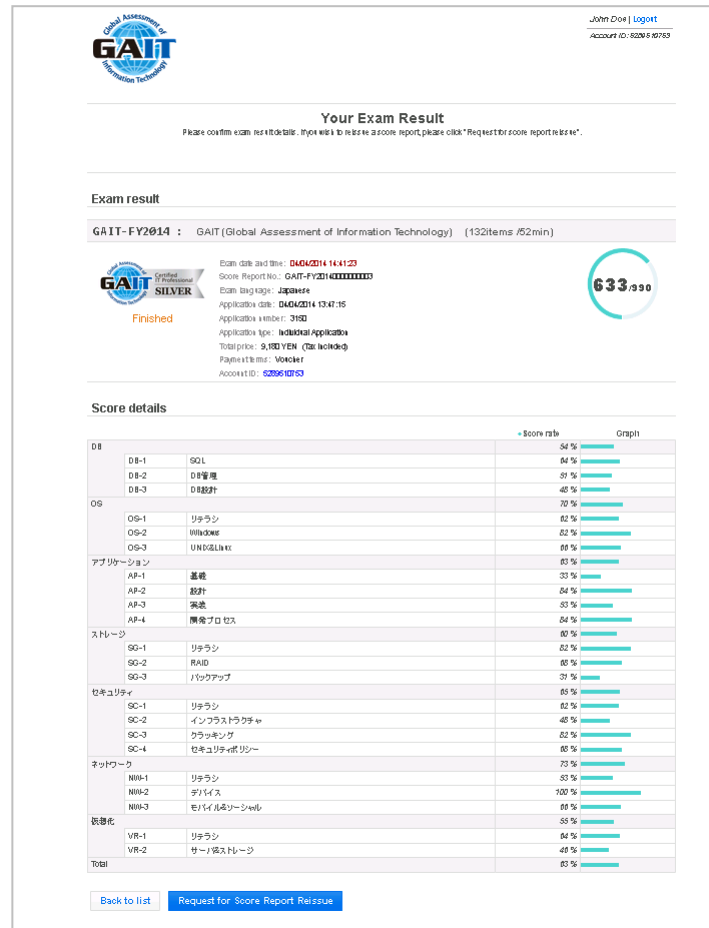 Global Assessment of
GAIT
Information Technology
John Doe | Logout
Account ID: 5289510753
Your Exam Result
Please confirm exam result details. If you wish to reissue a score report, please click "Request for score report reissue".
Exam result
GAIT-FY2014 : GAIT (Global Assessment of Information Technology) (132items /52min)
GAIT Certified IT Professional SILVER
Finished
Exam date and time: 04/04/2014 14:41:23
Score Report No.: GAIT-FY2014
Exam language: Japanese
Application date: 04/04/2014 13:47:15
Application number: 3150
Application type: Individual Application
Total price: 9,180 YEN (Tax Included)
Payment terms: Voucher
Account ID: 5289510753
633/990
Score details
Score rate Graph
DB 54 %
DB-1 SQL 64 %
DB-2 DB管理 51 %
DB-3 DB設計 48 %
OS 70 %
OS-1 リテラシ 62 %
OS-2 Windows 82 %
OS-3 UNIX&Linux 66 %
アプリケーション 63 %
AP-1 基礎 33 %
AP-2 設計 84 %
AP-3 実装 53 %
AP-4 開発プロセス 84 %
ストレージ 60 %
SG-1 リテラシ 82 %
SG-2 RAID 68 %
SG-3 バックアップ 31 %
セキュリティ 65 %
SC-1 リテラシ 62 %
SC-2 インフラストラクチャ 48 %
SC-3 クラッキング 82 %
SC-4 セキュリティポリシー 68 %
ネットワーク 73 %
NW-1 リテラシ 53 %
NW-2 デバイス 100 %
NW-3 モバイル&ソーシャル 66 %
仮想化 55 %
VR-1 リテラシ 64 %
VR-2 サーバ&ストレージ 46 %
Total 63 %
Back to list Request for Score Report Reissue